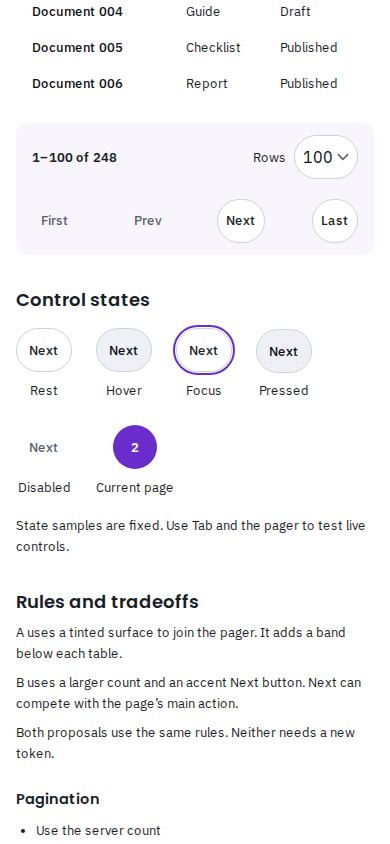 Document 004 Guide Draft
Document 005 Checklist Published
Document 006 Report Published
1–100 of 248 Rows 100
First Prev Next Last
Control states
Next Next Next Next
Rest Hover Focus Pressed
Next 2
Disabled Current page
State samples are fixed. Use Tab and the pager to test live
controls.
Rules and tradeoffs
A uses a tinted surface to join the pager. It adds a band
below each table.
B uses a larger count and an accent Next button. Next can
compete with the page’s main action.
Both proposals use the same rules. Neither needs a new
token.
Pagination
• Use the server count